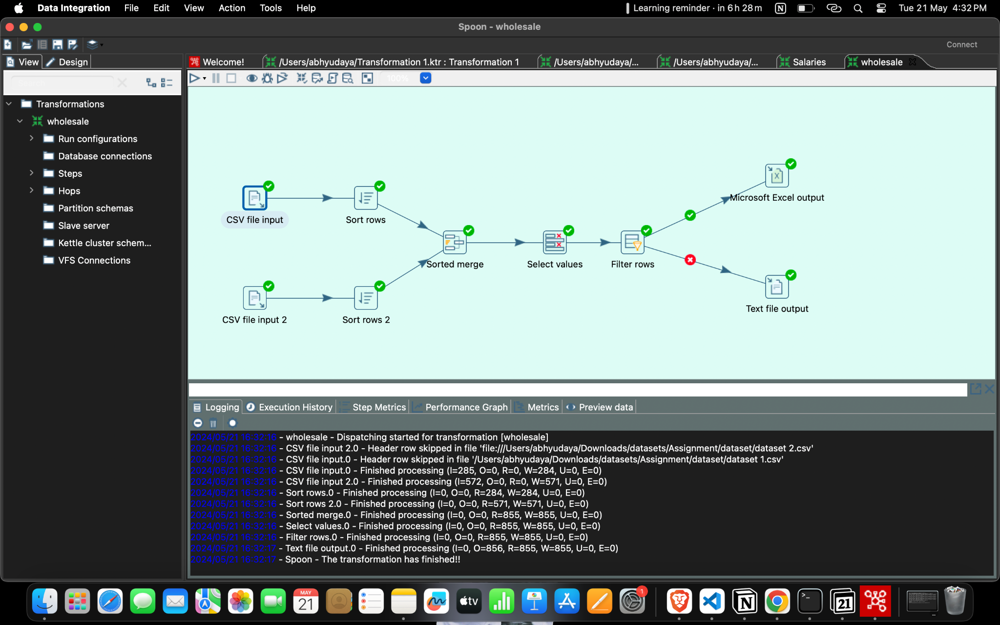 Data Integration File Edit View Action Tools Help Learning reminder · in 6 h 28 m Tue 21 May 4:32 PM
Spoon - wholesale
Connect
View Design
Welcome! /Users/abhyudaya/Transformation 1.ktr : Transformation 1 /Users/abhyudaya/... /Users/abhyudaya/... Salaries wholesale
Search
100%
Transformations
wholesale
Run configurations
Database connections
Steps
Hops
Partition schemas
Slave server
Kettle cluster schem...
VFS Connections
Microsoft Excel output
CSV file input
Sort rows
Sorted merge
Select values
Filter rows
Text file output
CSV file input 2
Sort rows 2
Logging Execution History Step Metrics Performance Graph Metrics Preview data
2024/05/21 16:32:16 - wholesale - Dispatching started for transformation [wholesale]
2024/05/21 16:32:16 - CSV file input 2.0 - Header row skipped in file 'file:///Users/abhyudaya/Downloads/datasets/Assignment/dataset/dataset 2.csv'
2024/05/21 16:32:16 - CSV file input.0 - Header row skipped in file '/Users/abhyudaya/Downloads/datasets/Assignment/dataset/dataset 1.csv'
2024/05/21 16:32:16 - CSV file input.0 - Finished processing (I=285, O=0, R=0, W=284, U=0, E=0)
2024/05/21 16:32:16 - CSV file input 2.0 - Finished processing (I=572, O=0, R=0, W=571, U=0, E=0)
2024/05/21 16:32:16 - Sort rows.0 - Finished processing (I=0, O=0, R=284, W=284, U=0, E=0)
2024/05/21 16:32:16 - Sort rows 2.0 - Finished processing (I=0, O=0, R=571, W=571, U=0, E=0)
2024/05/21 16:32:16 - Sorted merge.0 - Finished processing (I=0, O=0, R=855, W=855, U=0, E=0)
2024/05/21 16:32:16 - Select values.0 - Finished processing (I=0, O=0, R=855, W=855, U=0, E=0)
2024/05/21 16:32:16 - Filter rows.0 - Finished processing (I=0, O=0, R=855, W=855, U=0, E=0)
2024/05/21 16:32:17 - Text file output.0 - Finished processing (I=0, O=856, R=855, W=855, U=0, E=0)
2024/05/21 16:32:17 - Spoon - The transformation has finished!!
MAY
21
tv
1
21